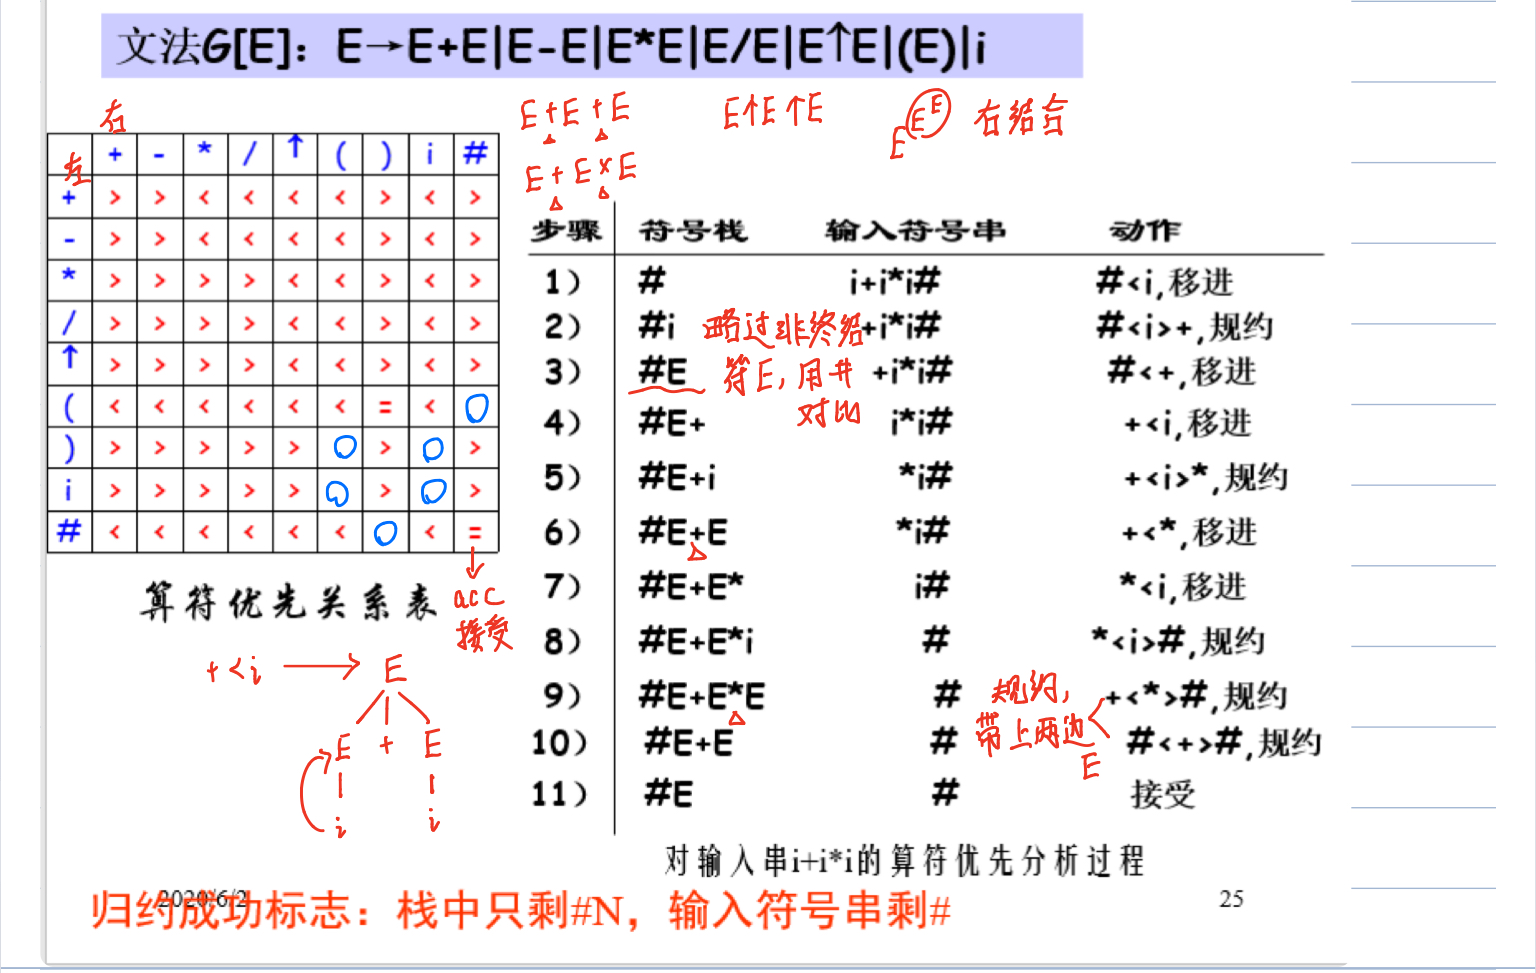 文法G[E]：E→E+E|E-E|E*E|E/E|E↑E|(E)|i
右
左
+ - * / ↑ ( ) i #
+ > > < < < < > < >
- > > < < < < > < >
* > > > > < < > < >
/ > > > > < < > < >
↑ > > > > < < > < >
( < < < < < < = <
) > > > > > > >
i > > > > > > >
# < < < < < < < =
算符优先关系表
acc
接受
+<i → E
E + E
i i
E+E+E
E+E×E
E↑E↑E
E E E
右结合
步骤 符号栈 输入符号串 动作
1) # i+i*i# #<i,移进
2) #i +i*i# #<i>+,规约
3) #E +i*i# #<+,移进
4) #E+ i*i# +<i,移进
5) #E+i *i# +<i>*,规约
6) #E+E *i# +<*,移进
7) #E+E* i# *<i,移进
8) #E+E*i # *<i>#,规约
9) #E+E*E # +<*>#,规约
10) #E+E # #<+>#,规约
11) #E # 接受
略过非终结
符E，用#
对比
规约，
带上两边
E
对输入串i+i*i的算符优先分析过程
2020/6/2
25
归约成功标志：栈中只剩#N，输入符号串剩#